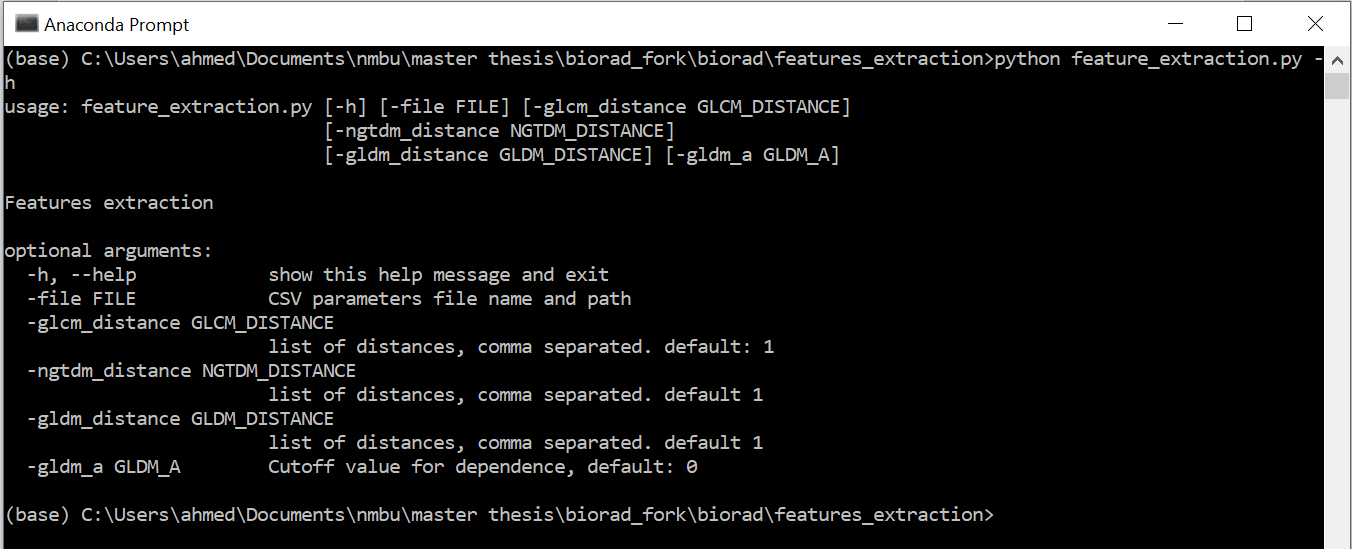 Anaconda Prompt
(base) C:\Users\ahmed\Documents\nmbu\master thesis\biorad_fork\biorad\features_extraction>python feature_extraction.py -
h
usage: feature_extraction.py [-h] [-file FILE] [-glcm_distance GLCM_DISTANCE]
                             [-ngtdm_distance NGTDM_DISTANCE]
                             [-gldm_distance GLDM_DISTANCE] [-gldm_a GLDM_A]

Features extraction

optional arguments:
  -h, --help            show this help message and exit
  -file FILE            CSV parameters file name and path
  -glcm_distance GLCM_DISTANCE
                        list of distances, comma separated. default: 1
  -ngtdm_distance NGTDM_DISTANCE
                        list of distances, comma separated. default 1
  -gldm_distance GLDM_DISTANCE
                        list of distances, comma separated. default 1
  -gldm_a GLDM_A        Cutoff value for dependence, default: 0

(base) C:\Users\ahmed\Documents\nmbu\master thesis\biorad_fork\biorad\features_extraction>